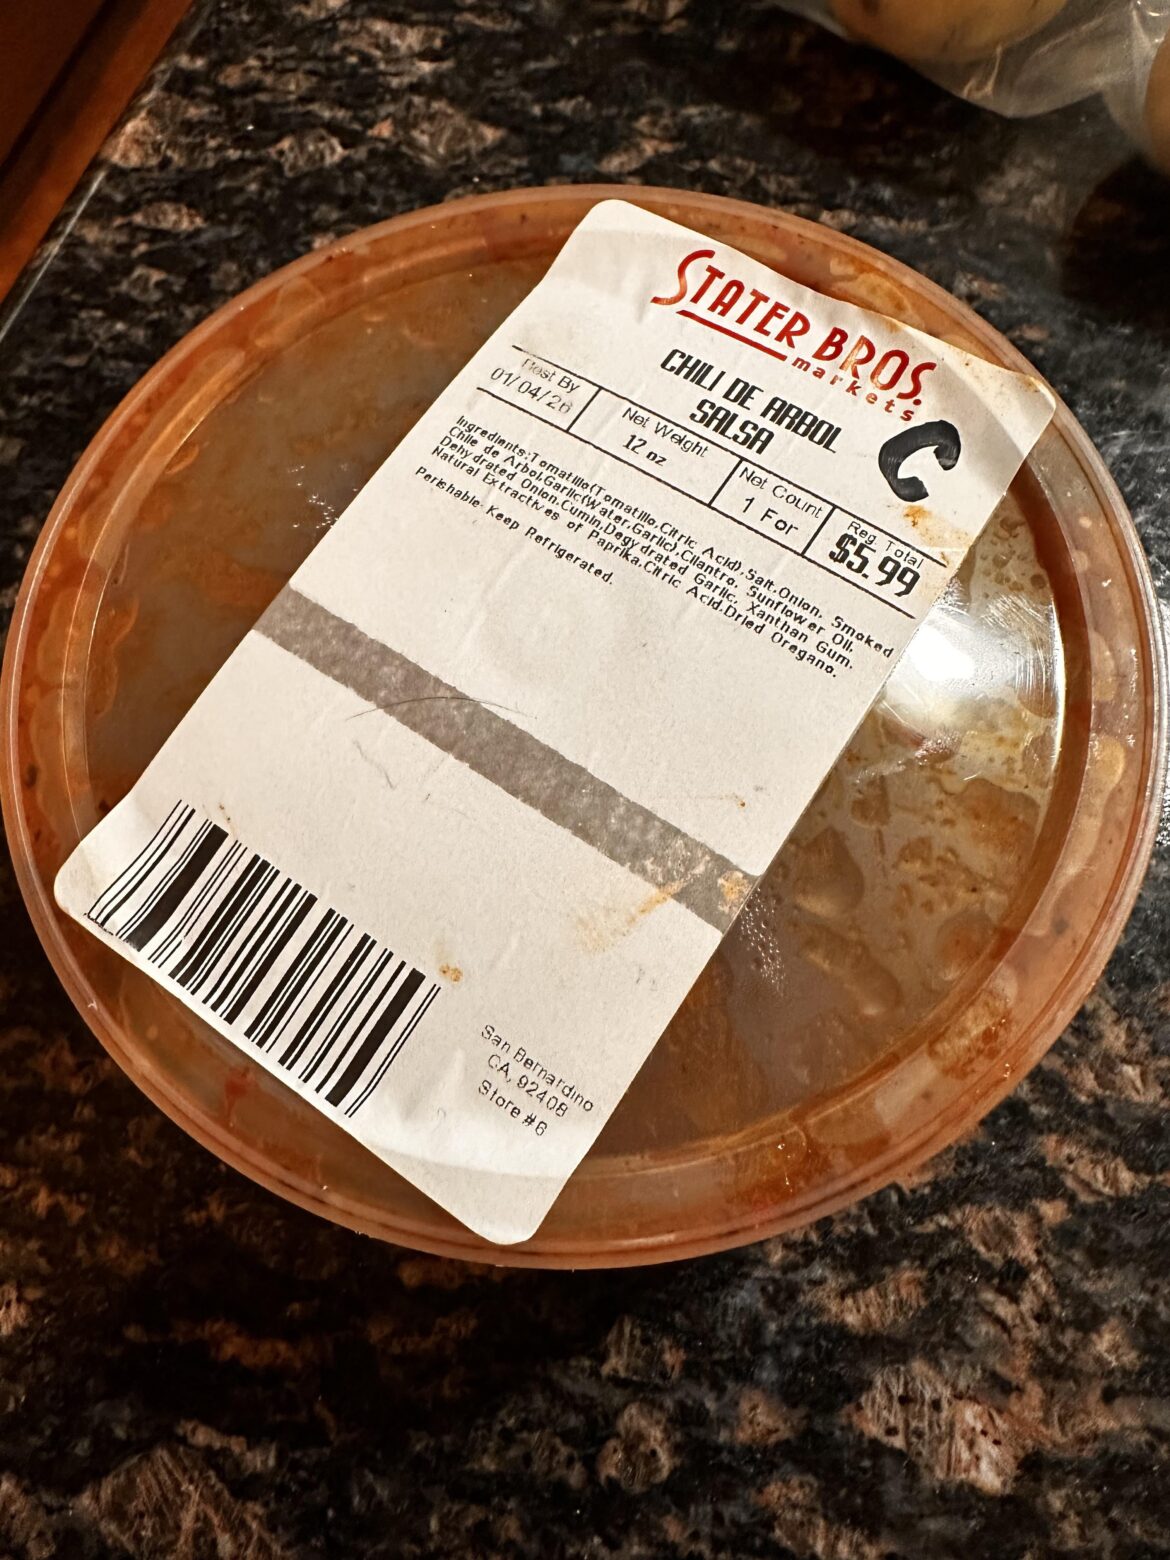 STATER BROS.
markets
CHILI DE ARBOL
SALSA
C
Best By
01/04/26
Net Weight
12 oz
Net Count
1 For
Reg. Total
$5.99
Ingredients:Tomatillo(Tomatillo,Citric Acid),Salt,Onion, Smoked
Chile de Arbol,Garlic(Water,Garlic),Cilantro, Sunflower Oil,
Dehydrated Onion,Cumin,Degydrated Garlic, Xanthan Gum,
Natural Extractives of Paprika,Citric Acid,Dried Oregano.
Perishable. Keep Refrigerated.
San Bernardino
CA, 92408
Store #6